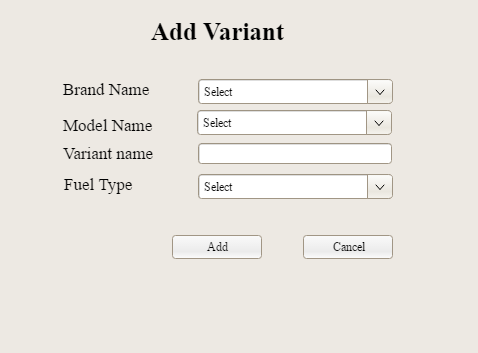 Add Variant
Brand Name Select
Model Name Select
Variant name
Fuel Type Select
Add Cancel